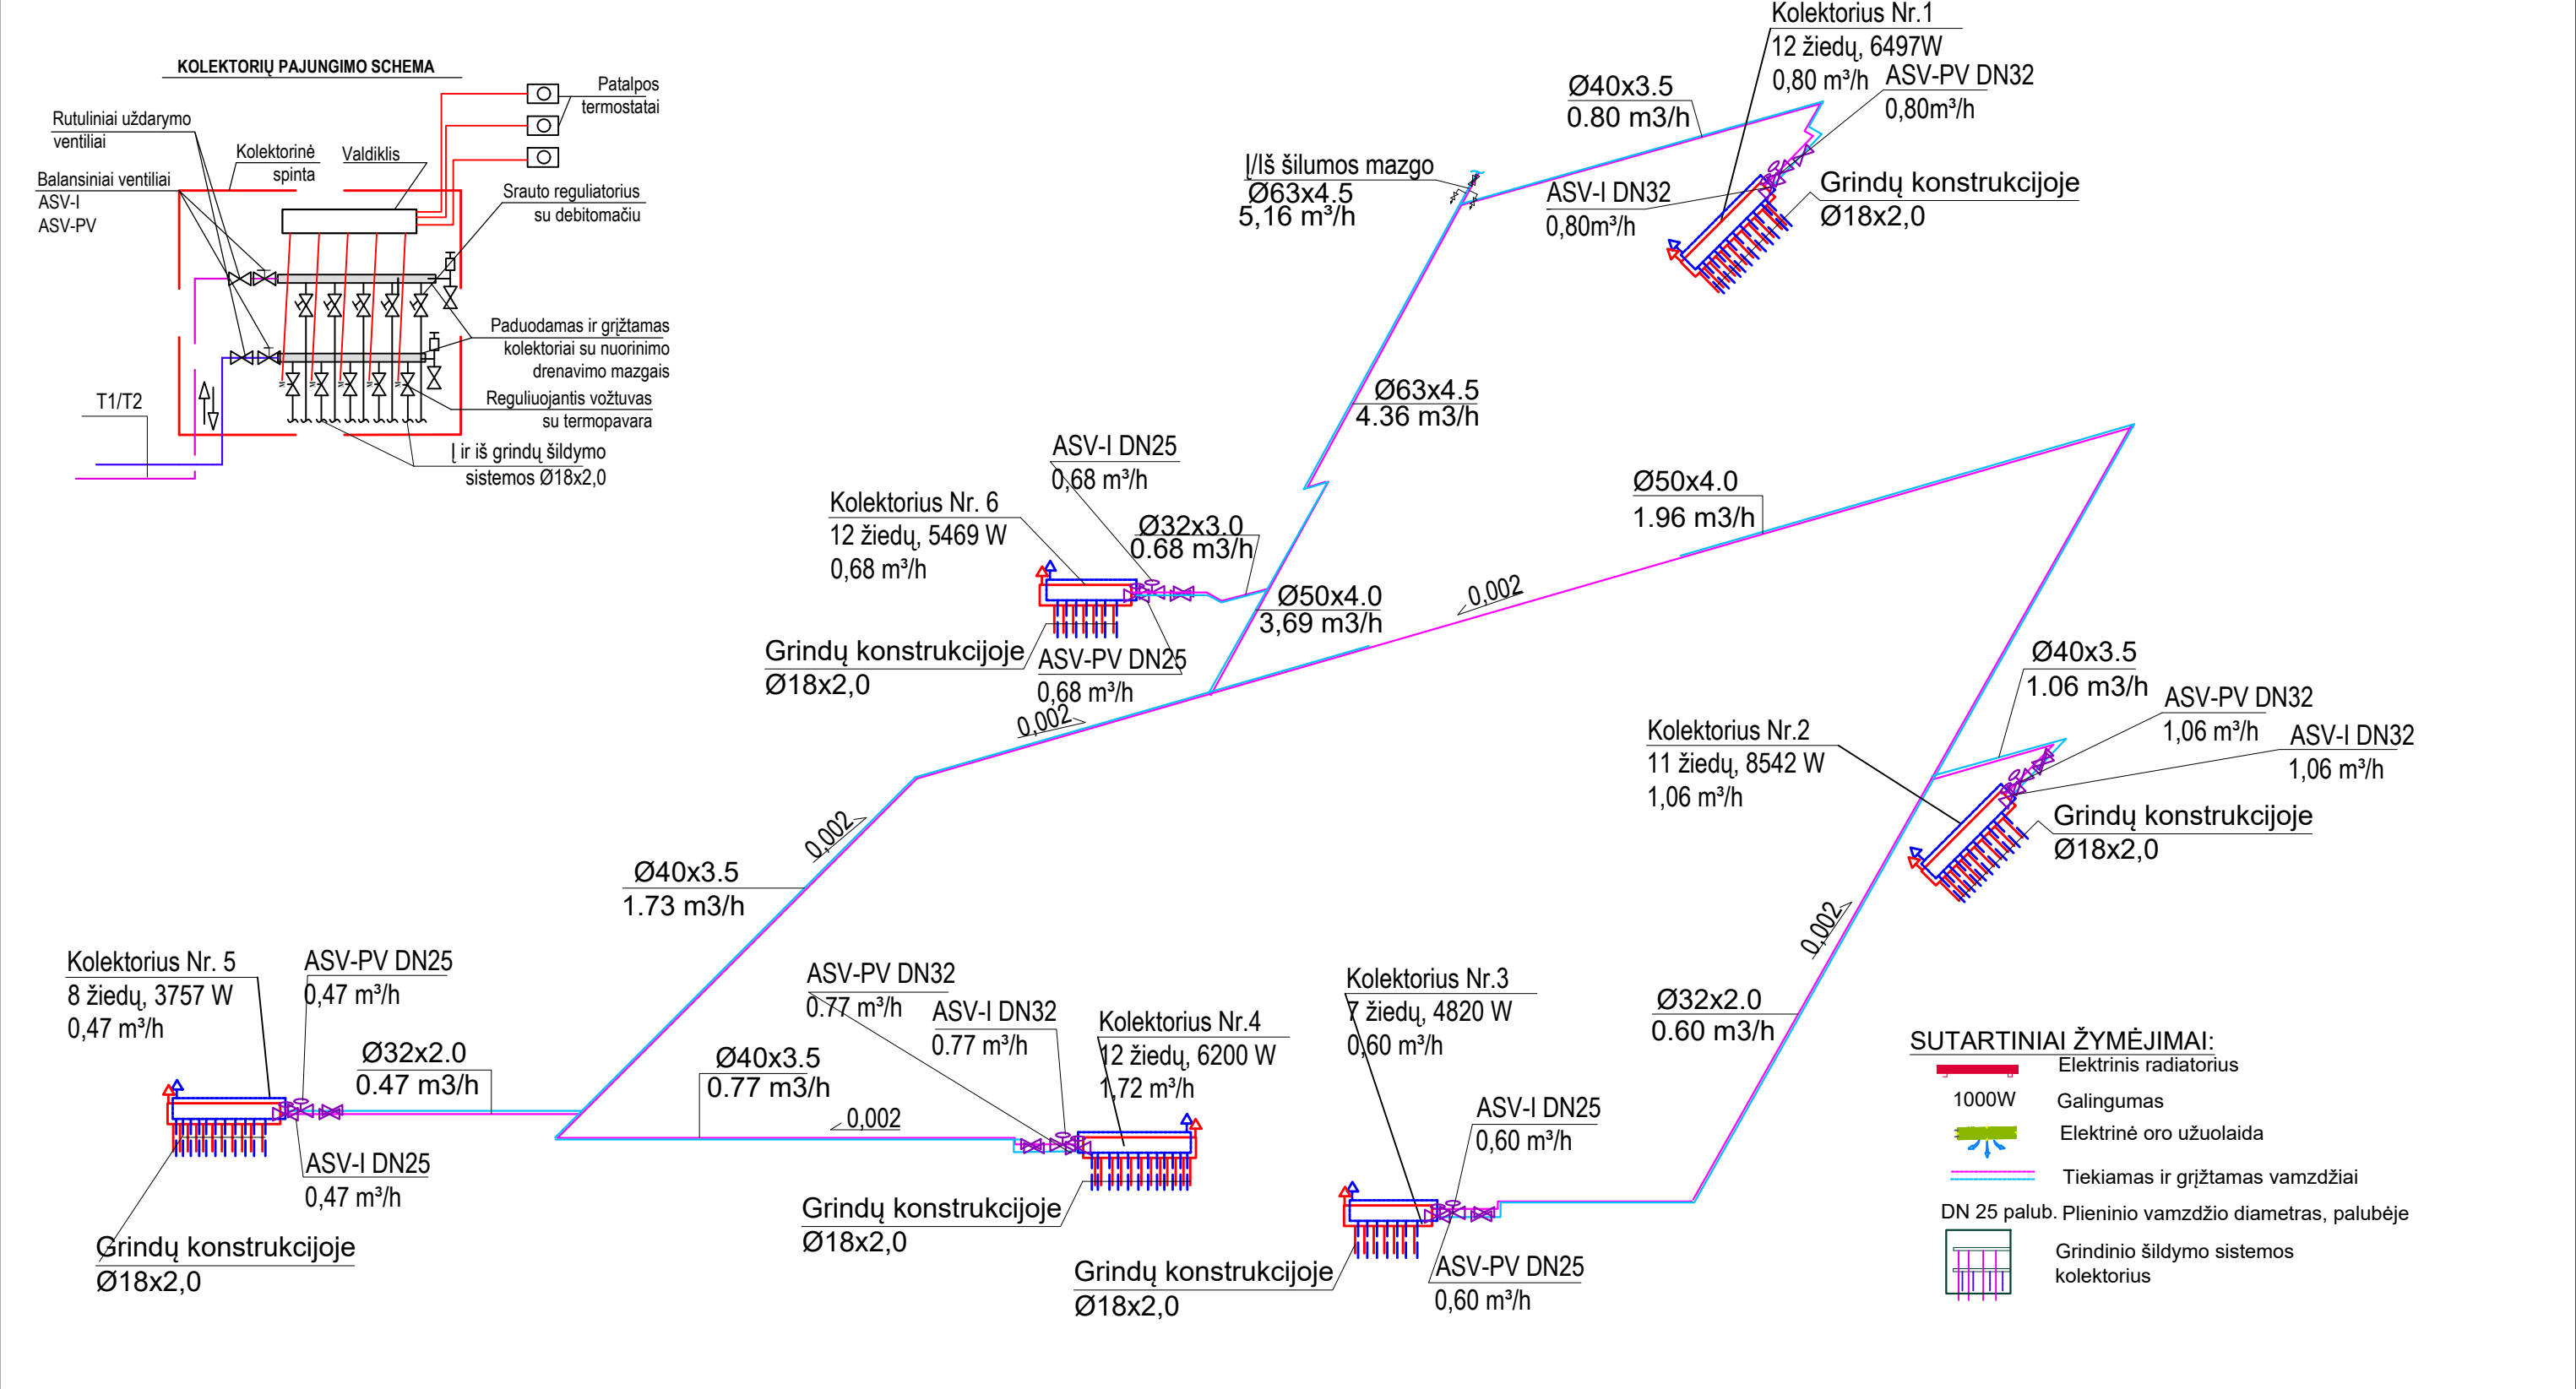 KOLEKTORIŲ PAJUNGIMO SCHEMA
Patalpos
termostatai
Rutuliniai uždarymo
ventiliai
Kolektorinė
spinta
Valdiklis
Balansiniai ventiliai
ASV-I
ASV-PV
Srauto reguliatorius
su debitomačiu
Paduodamas ir grįžtamas
kolektoriai su nuorinimo
drenavimo mazgais
T1/T2
Reguliuojantis vožtuvas
su termopavara
Į ir iš grindų šildymo
sistemos Ø18x2,0
Kolektorius Nr.1
12 žiedų, 6497W
0,80 m³/h
ASV-PV DN32
0,80m³/h
Ø40x3.5
0.80 m3/h
Į/Iš šilumos mazgo
Ø63x4.5
5,16 m³/h
ASV-I DN32
0,80m³/h
Grindų konstrukcijoje
Ø18x2,0
Ø63x4.5
4.36 m3/h
ASV-I DN25
0,68 m³/h
Kolektorius Nr. 6
12 žiedų, 5469 W
0,68 m³/h
Ø32x3.0
0.68 m3/h
Ø50x4.0
3,69 m3/h
Grindų konstrukcijoje
Ø18x2,0
ASV-PV DN25
0,68 m³/h
0,002
0,002
Ø50x4.0
1.96 m3/h
Ø40x3.5
1.06 m3/h
ASV-PV DN32
1,06 m³/h
ASV-I DN32
1,06 m³/h
Kolektorius Nr.2
11 žiedų, 8542 W
1,06 m³/h
Grindų konstrukcijoje
Ø18x2,0
0,002
0,002
Ø40x3.5
1.73 m3/h
Kolektorius Nr. 5
8 žiedų, 3757 W
0,47 m³/h
ASV-PV DN25
0,47 m³/h
Ø32x2.0
0.47 m3/h
ASV-I DN25
0,47 m³/h
Grindų konstrukcijoje
Ø18x2,0
ASV-PV DN32
0.77 m³/h
ASV-I DN32
0.77 m³/h
Ø40x3.5
0.77 m3/h
0,002
Kolektorius Nr.4
12 žiedų, 6200 W
1,72 m³/h
Grindų konstrukcijoje
Ø18x2,0
Kolektorius Nr.3
7 žiedų, 4820 W
0,60 m³/h
ASV-I DN25
0,60 m³/h
Grindų konstrukcijoje
Ø18x2,0
ASV-PV DN25
0,60 m³/h
Ø32x2.0
0.60 m3/h
SUTARTINIAI ŽYMĖJIMAI:
Elektrinis radiatorius
1000W Galingumas
Elektrinė oro užuolaida
Tiekiamas ir grįžtamas vamzdžiai
DN 25 palub. Plieninio vamzdžio diametras, palubėje
Grindinio šildymo sistemos
kolektorius